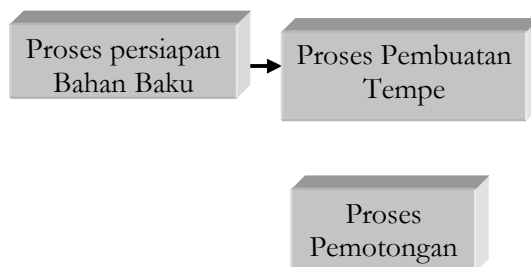 Proses persiapan
Bahan Baku
Proses Pembuatan
Tempe
Proses
Pemotongan